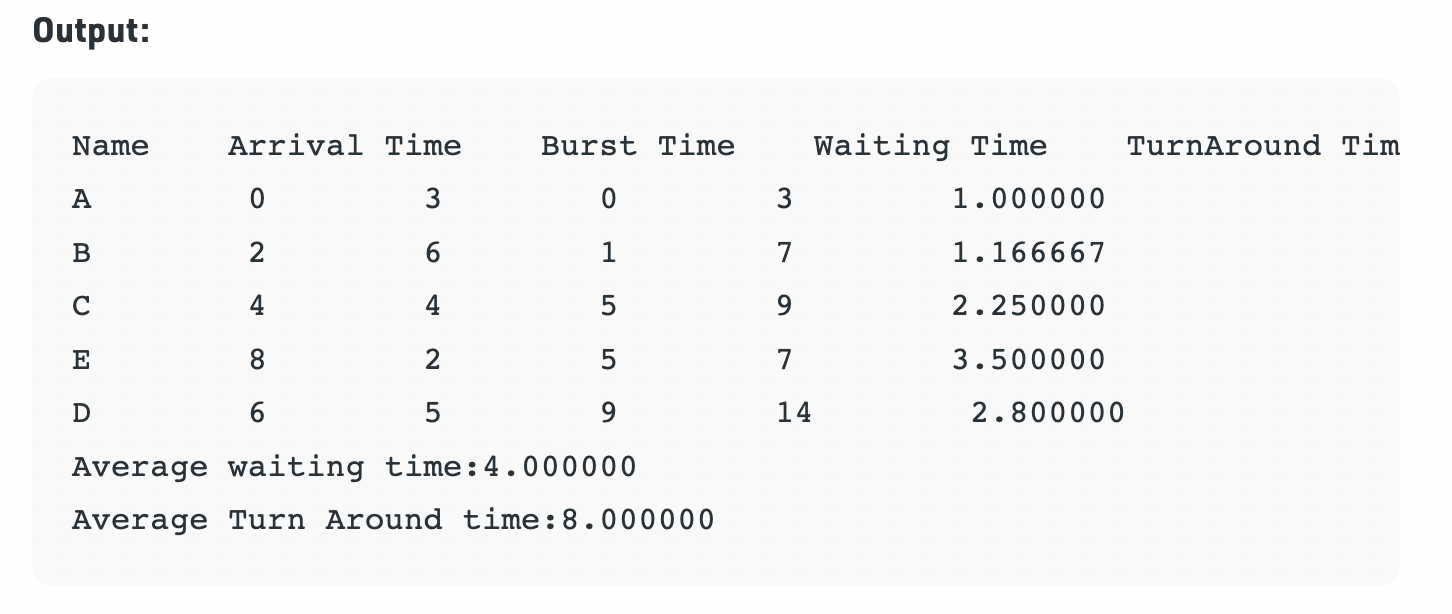 Output:
Name    Arrival Time    Burst Time    Waiting Time    TurnAround Tim
A        0        3        0        3        1.000000
B        2        6        1        7        1.166667
C        4        4        5        9        2.250000
E        8        2        5        7        3.500000
D        6        5        9        14        2.800000
Average waiting time:4.000000
Average Turn Around time:8.000000